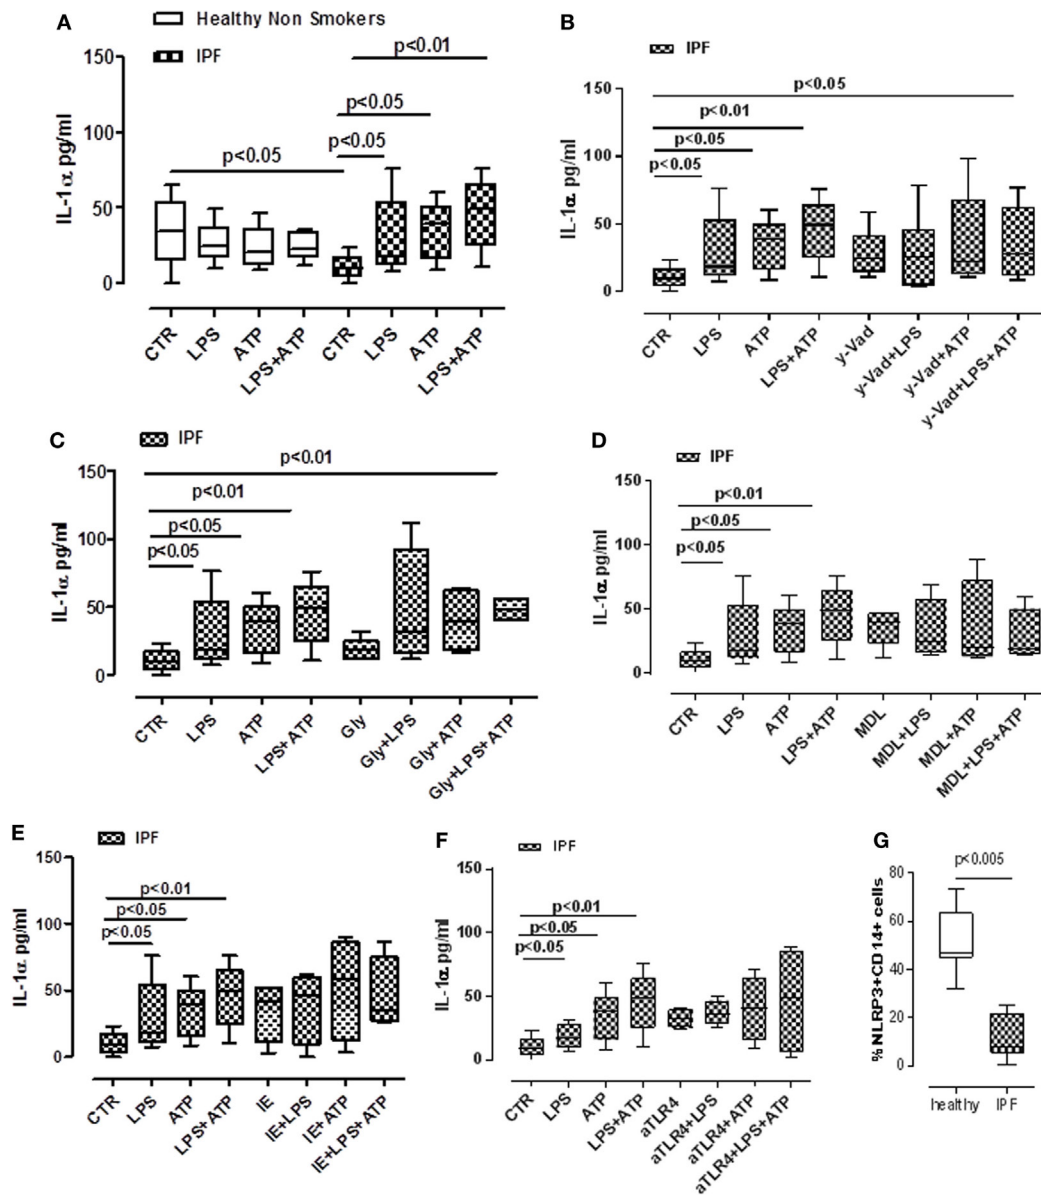 A
Healthy Non Smokers
IPF
IL-1α pg/ml
150
100
50
0
p<0.05
p<0.05
p<0.05
p<0.01
CTR
LPS
ATP
LPS+ATP
CTR
LPS
ATP
LPS+ATP
B
IPF
IL-1α pg/ml
150
100
50
0
p<0.05
p<0.01
p<0.05
p<0.05
CTR
LPS
ATP
LPS+ATP
y-Vad
y-Vad+LPS
y-Vad+ATP
y-Vad+LPS+ATP
C
IPF
IL-1α pg/ml
150
100
50
0
p<0.01
p<0.01
p<0.05
p<0.05
CTR
LPS
ATP
LPS+ATP
Gly
Gly+LPS
Gly+ATP
Gly+LPS+ATP
D
IPF
IL-1α pg/ml
150
100
50
0
p<0.01
p<0.05
p<0.05
CTR
LPS
ATP
LPS+ATP
MDL
MDL+LPS
MDL+ATP
MDL+LPS+ATP
E
IPF
IL-1α pg/ml
150
100
50
0
p<0.01
p<0.05
p<0.05
CTR
LPS
ATP
LPS+ATP
IE
IE+LPS
IE+ATP
IE+LPS+ATP
F
IPF
IL-1α pg/ml
150
100
50
0
p<0.01
p<0.05
p<0.05
CTR
LPS
ATP
LPS+ATP
aTLR4
aTLR4+LPS
aTLR4+ATP
aTLR4+LPS+ATP
G
% NLRP3+CD14+ cells
80
60
40
20
0
p<0.005
healthy
IPF